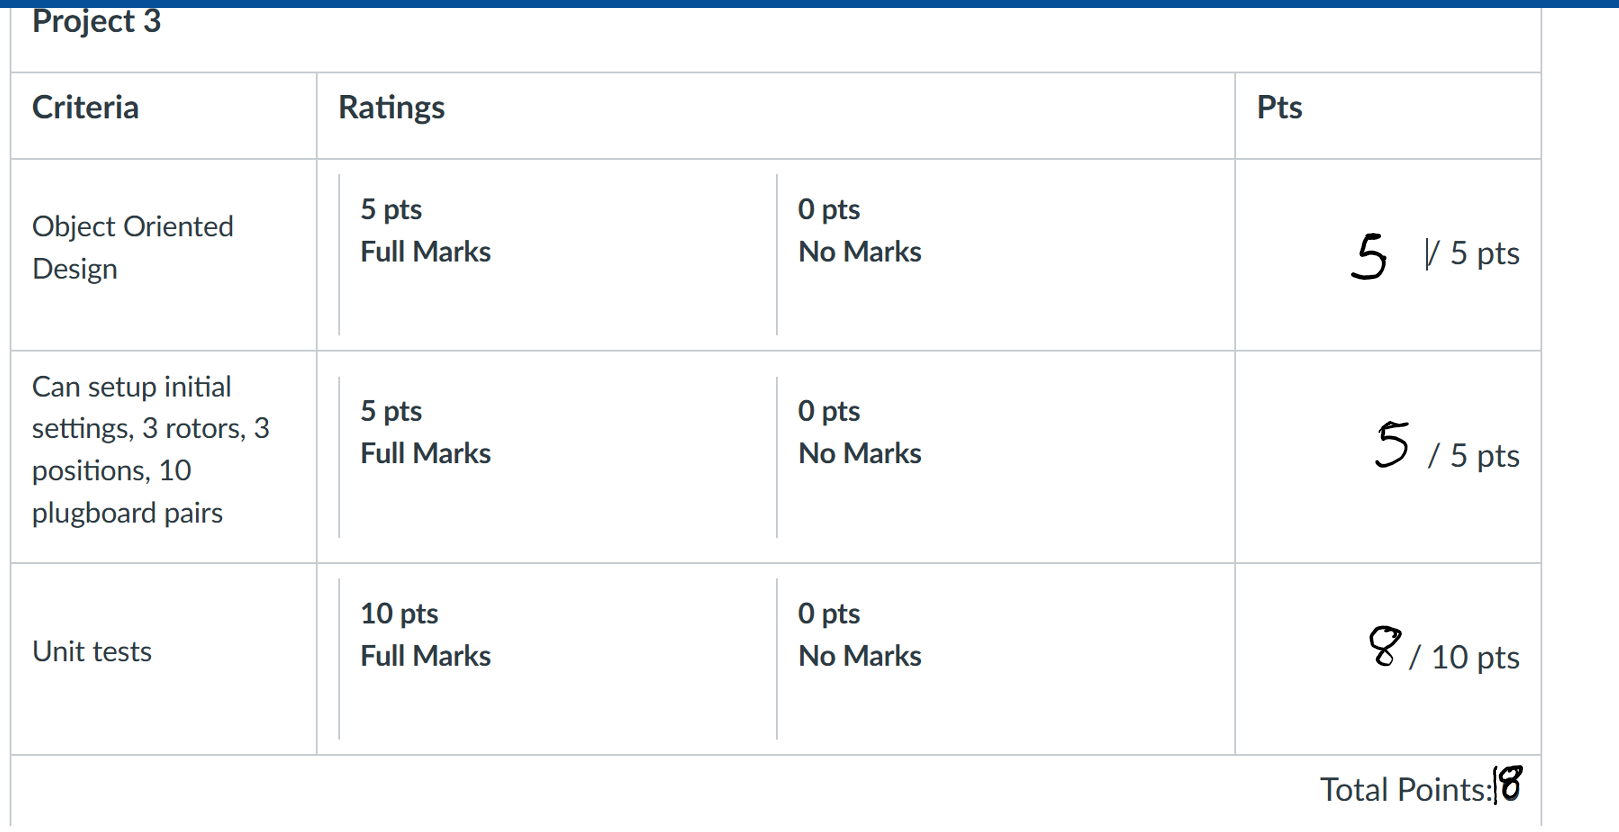 Project 3
Criteria
Ratings
Pts
Object Oriented
Design
5 pts
Full Marks
0 pts
No Marks
5 / 5 pts
Can setup initial
settings, 3 rotors, 3
positions, 10
plugboard pairs
5 pts
Full Marks
0 pts
No Marks
5 / 5 pts
Unit tests
10 pts
Full Marks
0 pts
No Marks
8 / 10 pts
Total Points: 18